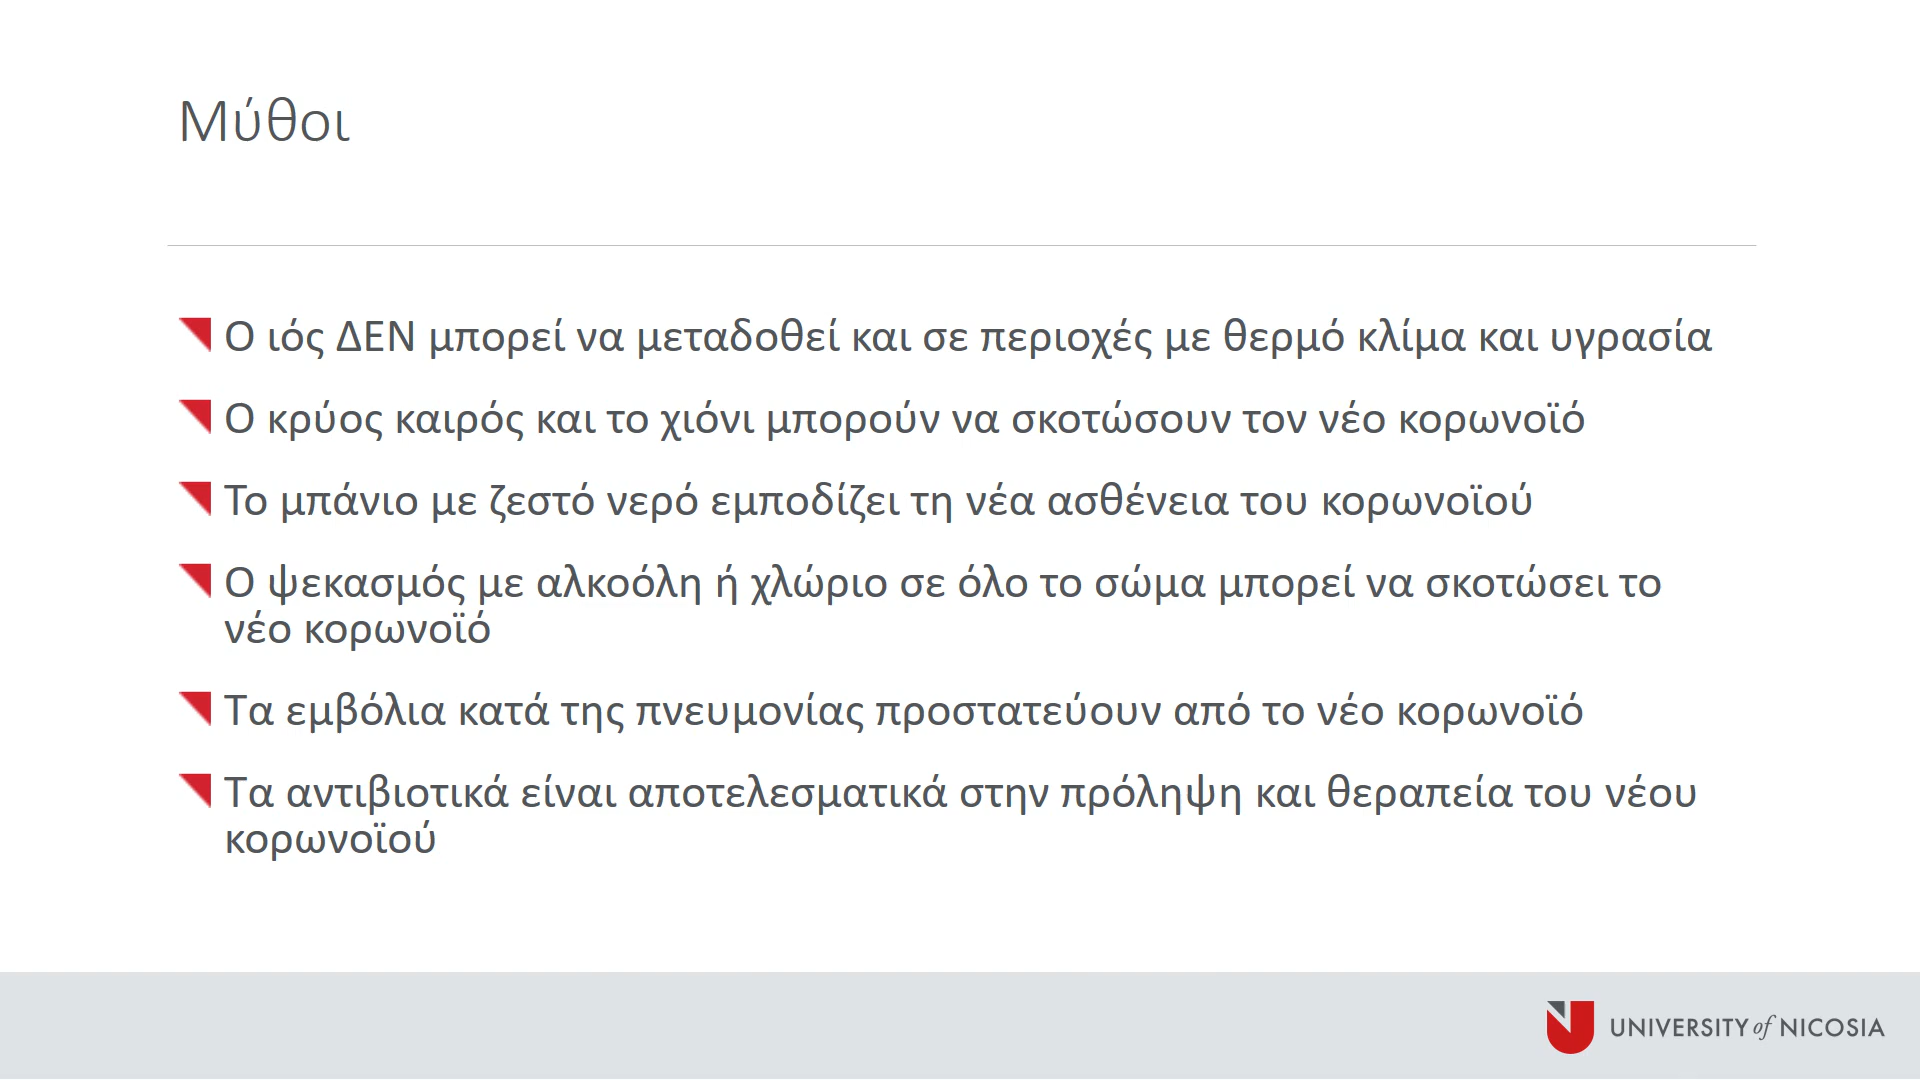 Μύθοι
Ο ιός ΔΕΝ μπορεί να μεταδοθεί και σε περιοχές με θερμό κλίμα και υγρασία
Ο κρύος καιρός και το χιόνι μπορούν να σκοτώσουν τον νέο κορωνοϊό
Το μπάνιο με ζεστό νερό εμποδίζει τη νέα ασθένεια του κορωνοϊού
Ο ψεκασμός με αλκοόλη ή χλώριο σε όλο το σώμα μπορεί να σκοτώσει το
νέο κορωνοϊό
Τα εμβόλια κατά της πνευμονίας προστατεύουν από το νέο κορωνοϊό
Τα αντιβιοτικά είναι αποτελεσματικά στην πρόληψη και θεραπεία του νέου
κορωνοϊού
UNIVERSITY of NICOSIA